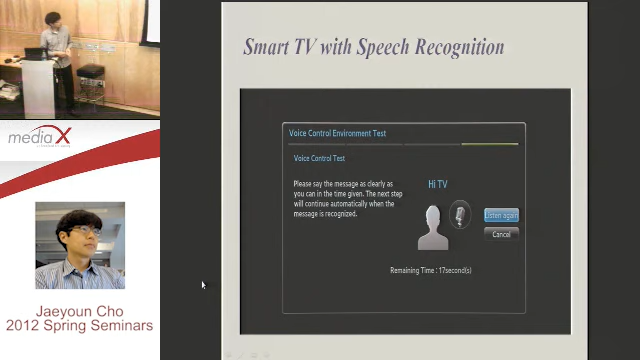 Smart TV with Speech Recognition
Voice Control Environment Test
Voice Control Test
Please say the message as clearly as
you can in the time given. The next step
will continue automatically when the
message is recognized.
Hi TV
Listen again
Cancel
Remaining Time : 17second(s)
mediaX
Jaeyoun Cho
2012 Spring Seminars